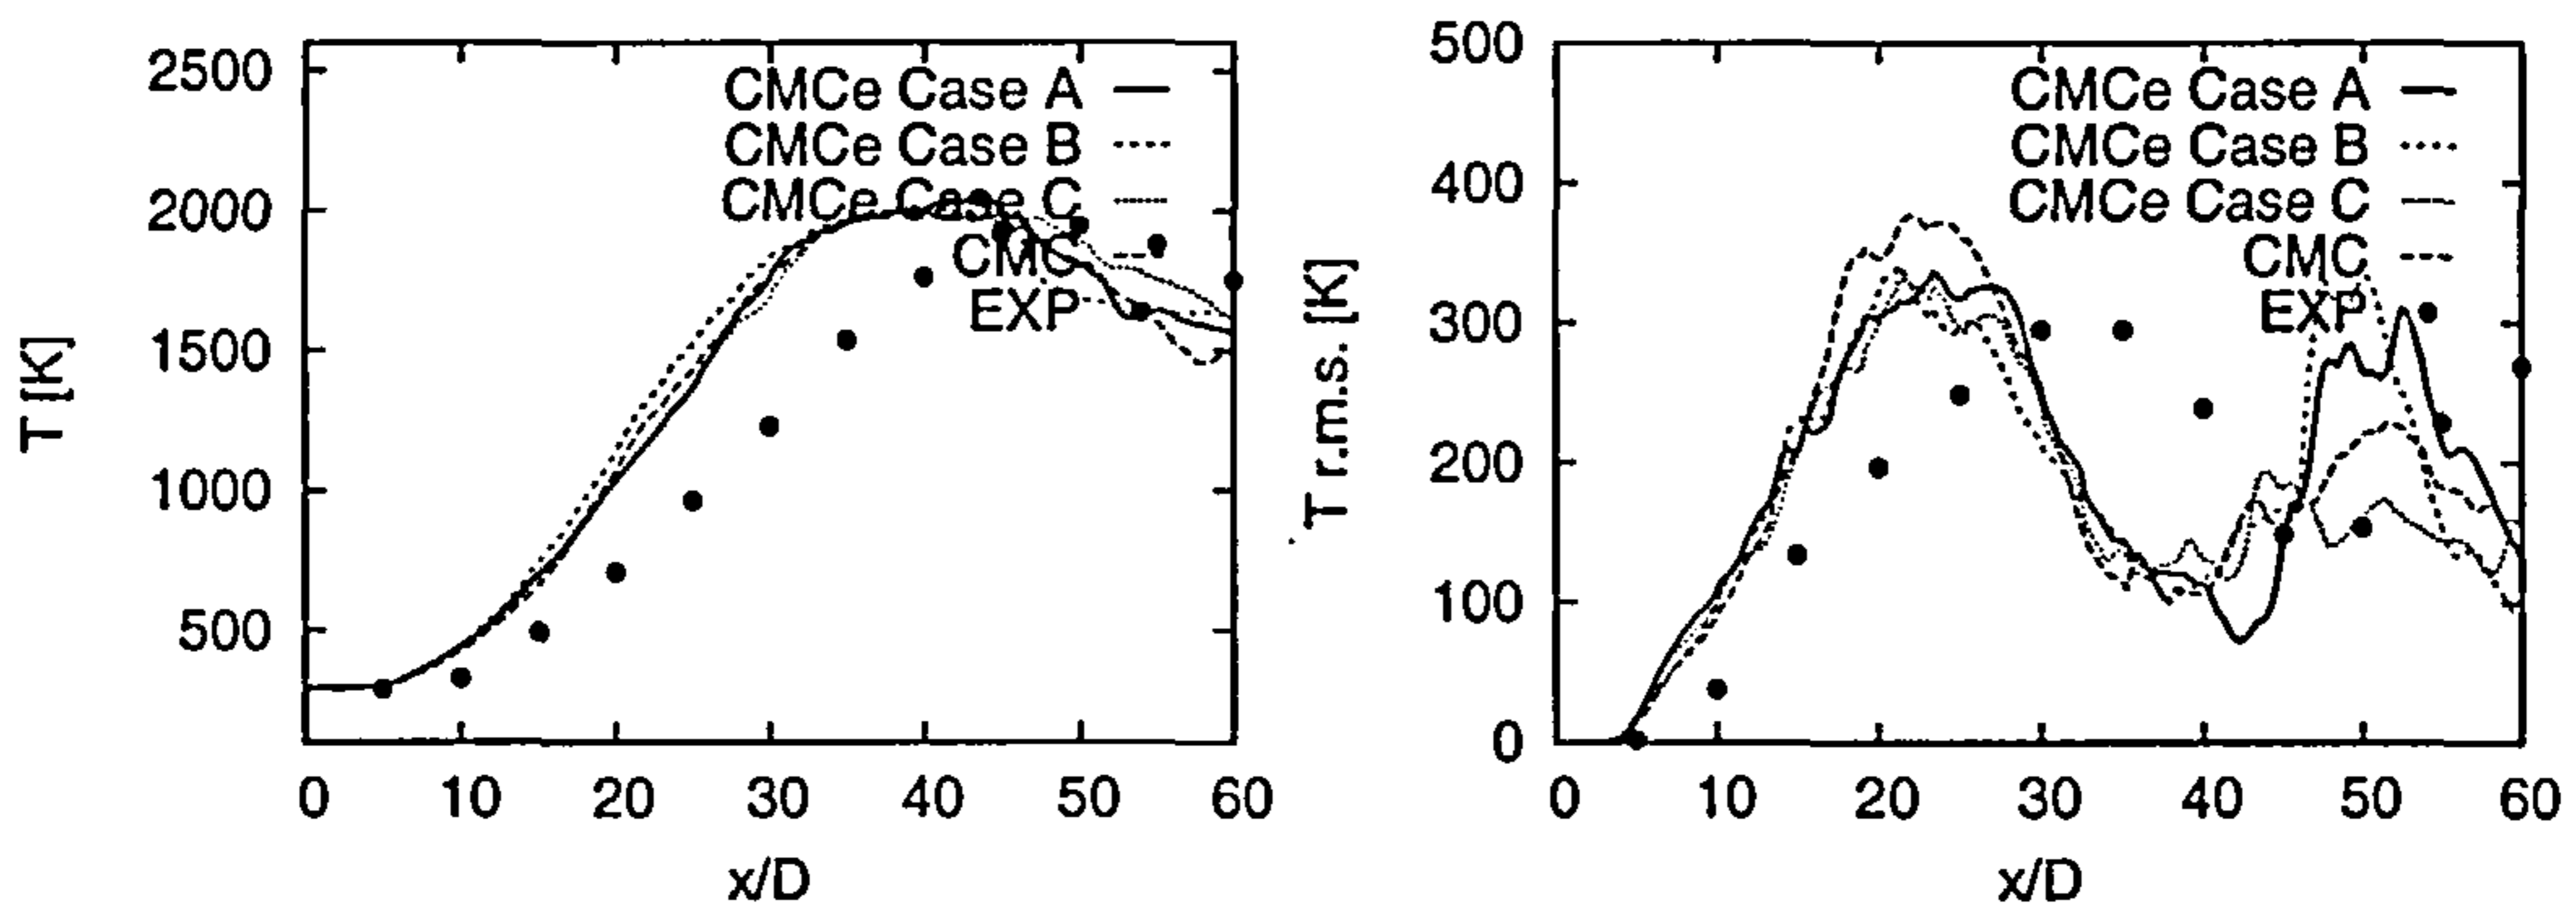 2500
2000
1500
1000
500
T [K]
0 10 20 30 40 50 60
x/D
CMCe Case A
CMCe Case B
CMCe Case C
CMC
EXP
500
400
300
200
100
0
T r.m.s. [K]
0 10 20 30 40 50 60
x/D
CMCe Case A
CMCe Case B
CMCe Case C
CMC
EXP